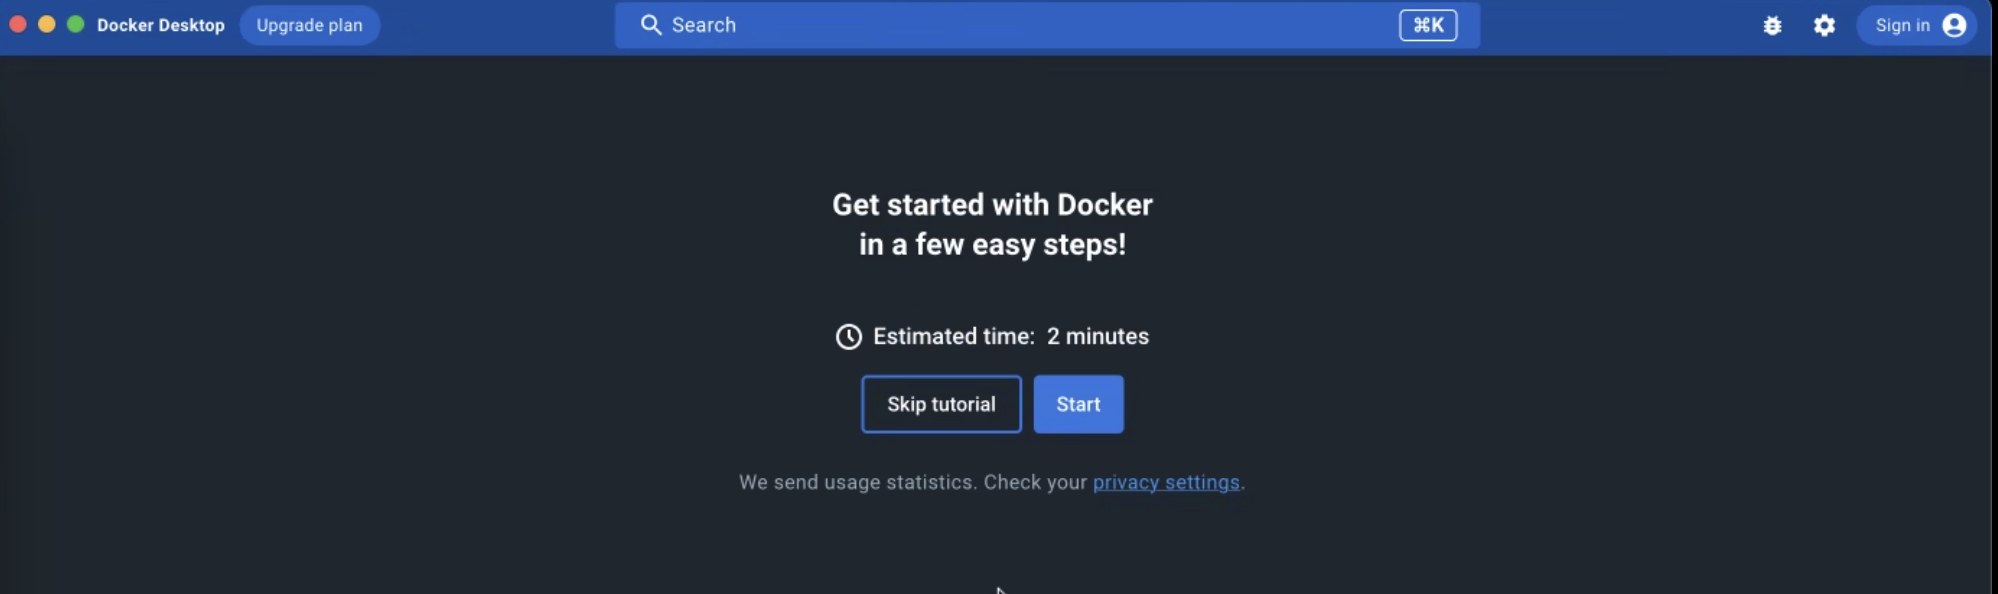 Docker Desktop
Upgrade plan
Search
⌘K
Sign in
Get started with Docker
in a few easy steps!
Estimated time: 2 minutes
Skip tutorial
Start
We send usage statistics. Check your privacy settings.